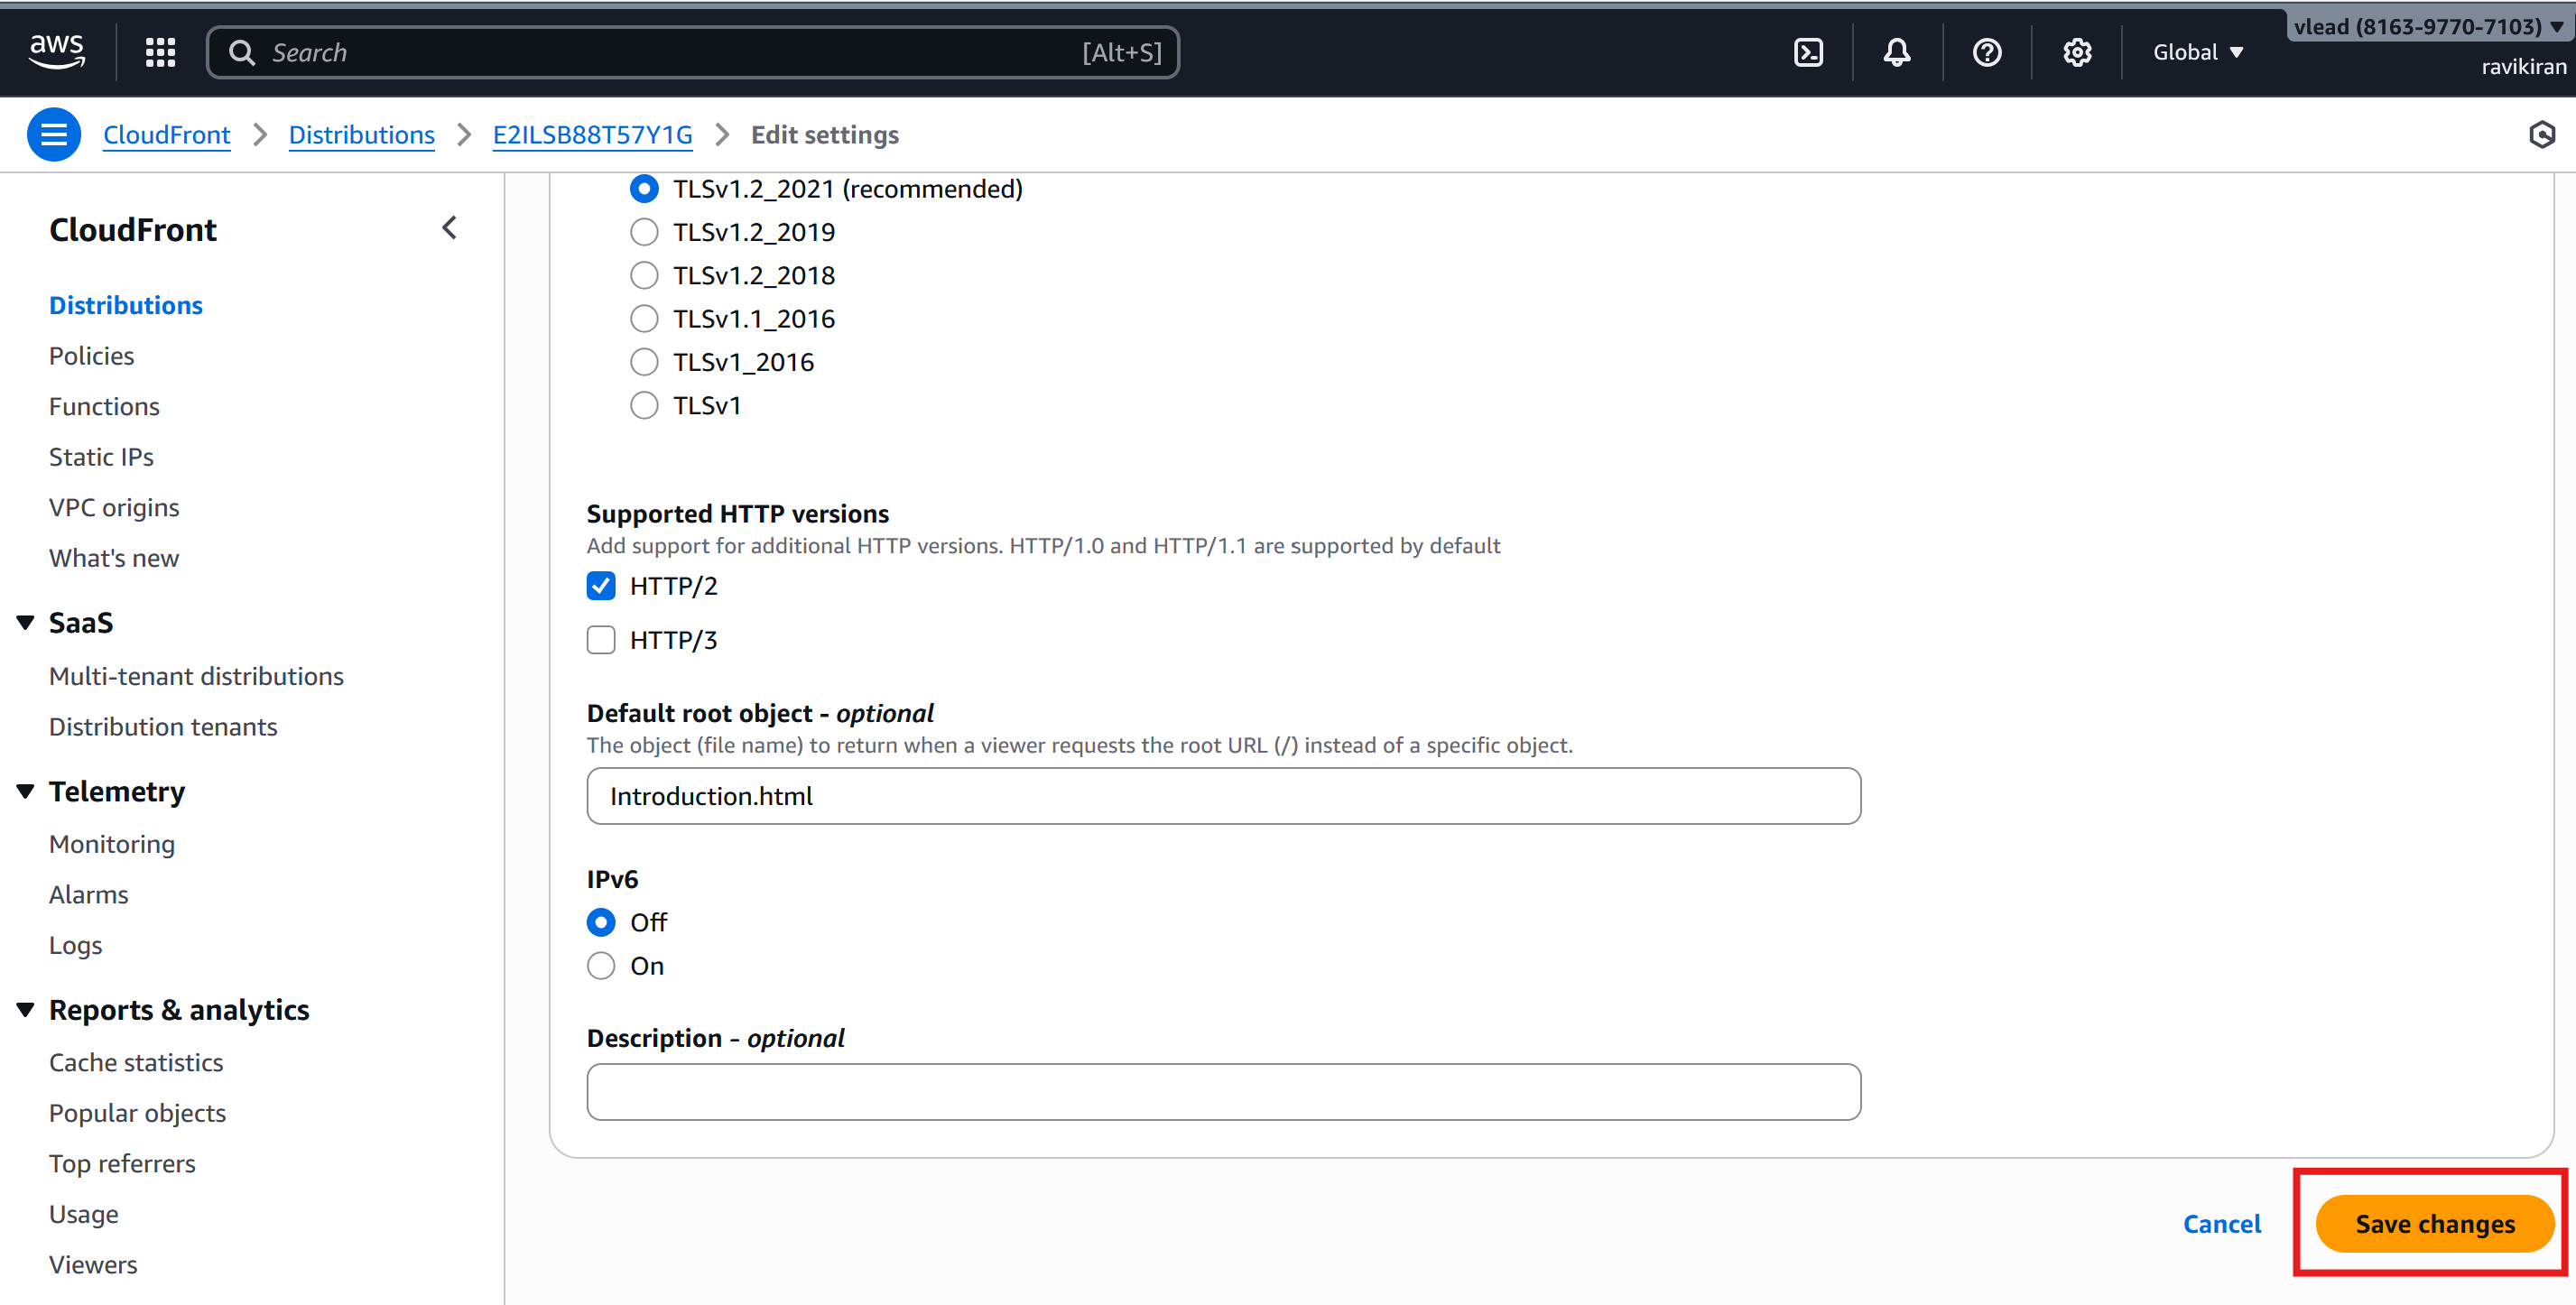 aws
Search [Alt+S]
Global
vlead (8163-9770-7103)
ravikiran
CloudFront
Distributions
E2ILSB88T57Y1G
Edit settings
CloudFront
Distributions
Policies
Functions
Static IPs
VPC origins
What's new
SaaS
Multi-tenant distributions
Distribution tenants
Telemetry
Monitoring
Alarms
Logs
Reports & analytics
Cache statistics
Popular objects
Top referrers
Usage
Viewers
TLSv1.2_2021 (recommended)
TLSv1.2_2019
TLSv1.2_2018
TLSv1.1_2016
TLSv1_2016
TLSv1
Supported HTTP versions
Add support for additional HTTP versions. HTTP/1.0 and HTTP/1.1 are supported by default
HTTP/2
HTTP/3
Default root object - optional
The object (file name) to return when a viewer requests the root URL (/) instead of a specific object.
Introduction.html
IPv6
Off
On
Description - optional
Cancel
Save changes